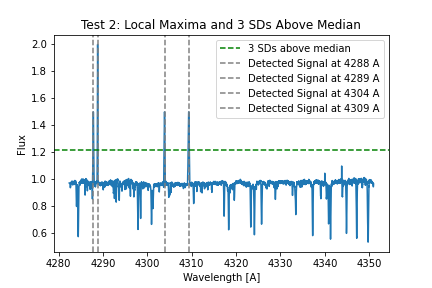 Test 2: Local Maxima and 3 SDs Above Median
3 SDs above median
Detected Signal at 4288 A
Detected Signal at 4289 A
Detected Signal at 4304 A
Detected Signal at 4309 A
Flux
2.0
1.8
1.6
1.4
1.2
1.0
0.8
0.6
4280 4290 4300 4310 4320 4330 4340 4350
Wavelength [A]